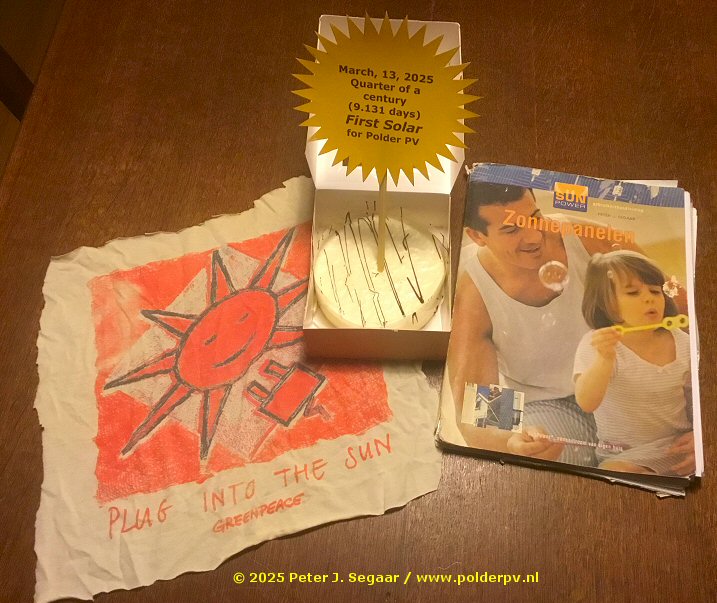 March, 13, 2025
Quarter of a
century
(9.131 days)
First Solar
for Polder PV
SUN
POWER
Zonnepanelen
PLUG INTO THE SUN
GREENPEACE
© 2025 Peter J. Segaar / www.polderpv.nl